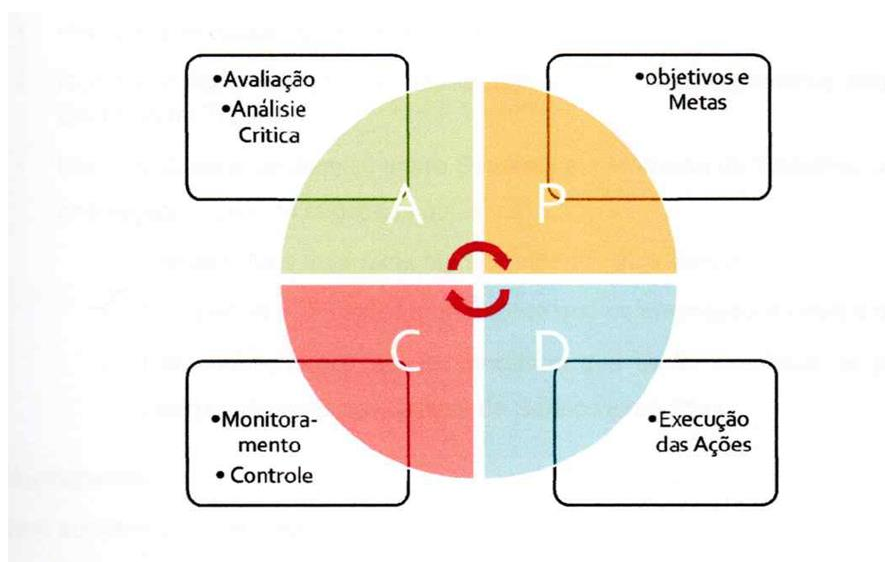 •Avaliação
•Análisie
Critica
•objetivos e
Metas
A
P
C
D
•Monitora-
mento
• Controle
•Execução
das Ações